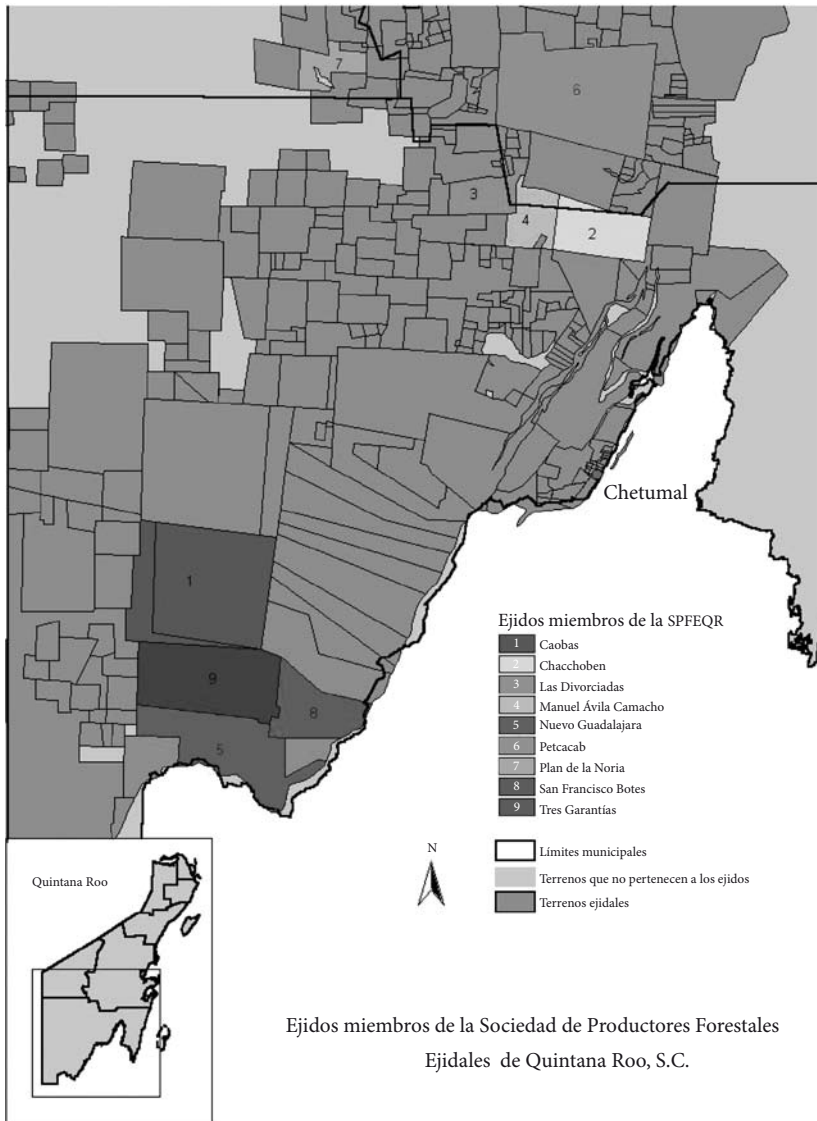 7
6
3
4
2
Chetumal
1
9
8
5
Ejidos miembros de la SPFEQR
1 Caobas
2 Chacchoben
3 Las Divorciadas
4 Manuel Ávila Camacho
5 Nuevo Guadalajara
6 Petcacab
7 Plan de la Noria
8 San Francisco Botes
9 Tres Garantías
N
Límites municipales
Terrenos que no pertenecen a los ejidos
Terrenos ejidales
Quintana Roo
Ejidos miembros de la Sociedad de Productores Forestales
Ejidales de Quintana Roo, S.C.